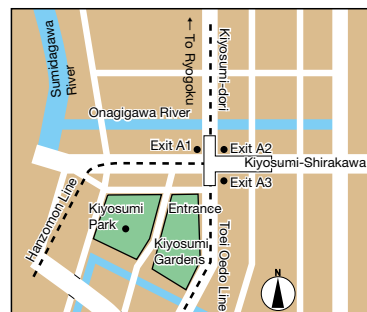 Sumidagawa
River
← To Ryogoku
Kiyosumi-dori
Onagigawa River
Exit A1
Exit A2
Kiyosumi-Shirakawa
Exit A3
Hanzomon Line
Kiyosumi
Park
Entrance
Kiyosumi
Gardens
Toei Oedo Line
N